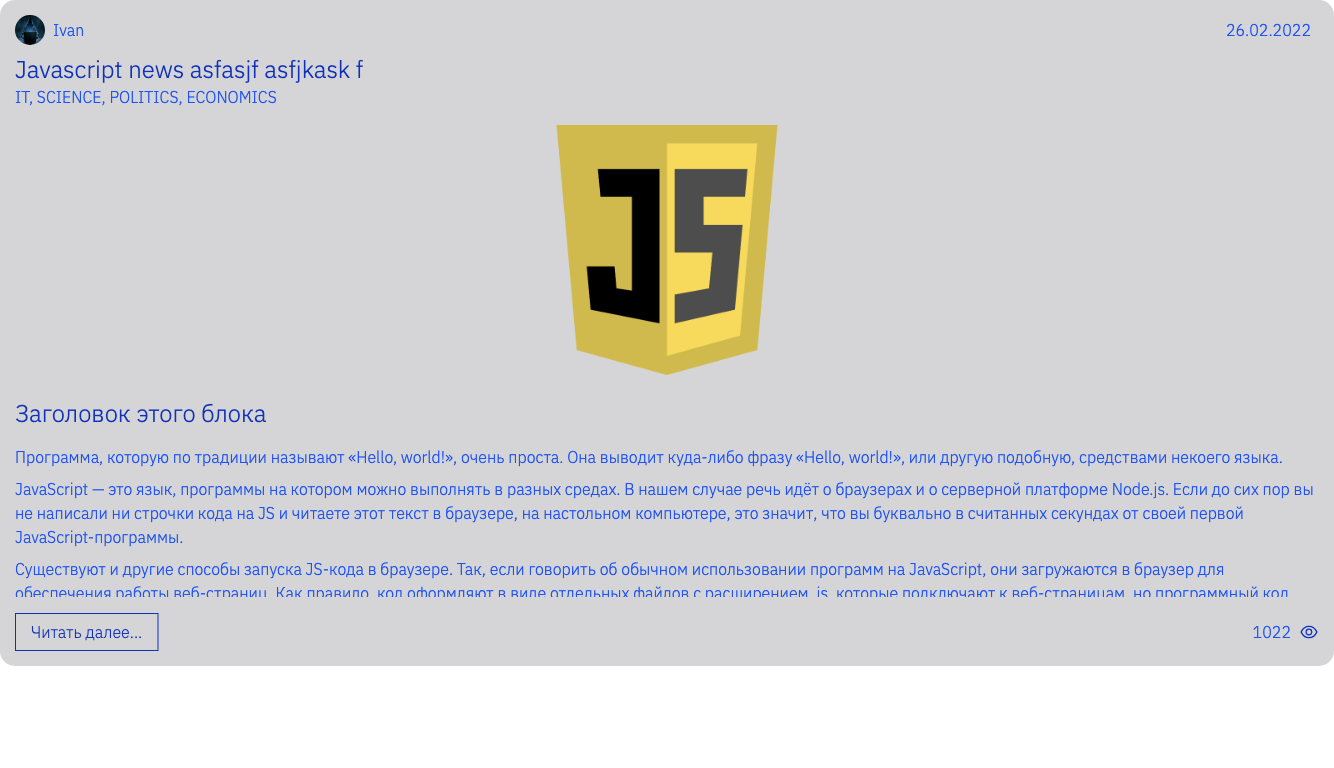 Ivan
26.02.2022
Javascript news asfasjf asfjkask f
IT, SCIENCE, POLITICS, ECONOMICS
JS
Заголовок этого блока
Программа, которую по традиции называют «Hello, world!», очень проста. Она выводит куда-либо фразу «Hello, world!», или другую подобную, средствами некоего языка.
JavaScript — это язык, программы на котором можно выполнять в разных средах. В нашем случае речь идёт о браузерах и о серверной платформе Node.js. Если до сих пор вы
не написали ни строчки кода на JS и читаете этот текст в браузере, на настольном компьютере, это значит, что вы буквально в считанных секундах от своей первой
JavaScript-программы.
Существуют и другие способы запуска JS-кода в браузере. Так, если говорить об обычном использовании программ на JavaScript, они загружаются в браузер для
обеспечения работы веб-страниц. Как правило, код оформляют в виде отдельных файлов с расширением .js, которые подключают к веб-страницам, но программный код
Читать далее...
1022